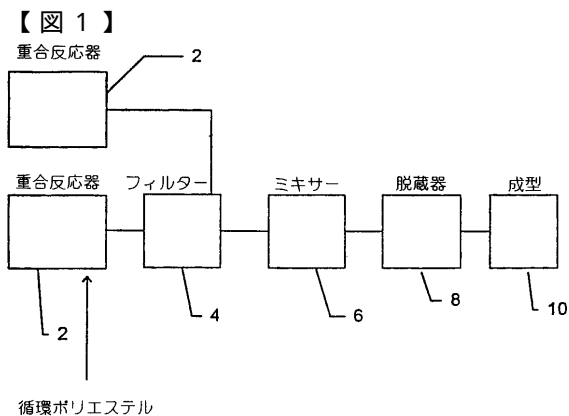 【図１】
重合反応器
2
重合反応器 フィルター ミキサー 脱蔵器 成型
2 4 6 8 10
循環ポリエステル